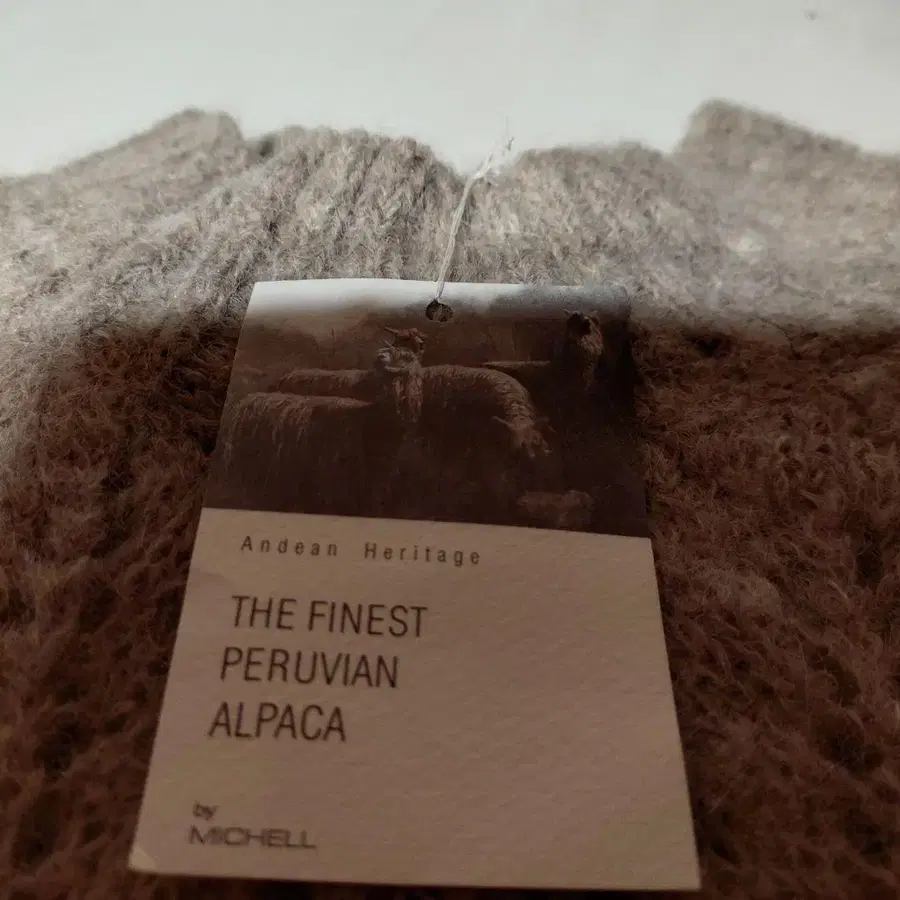 Andean Heritage
THE FINEST
PERUVIAN
ALPACA
by
MICHELL